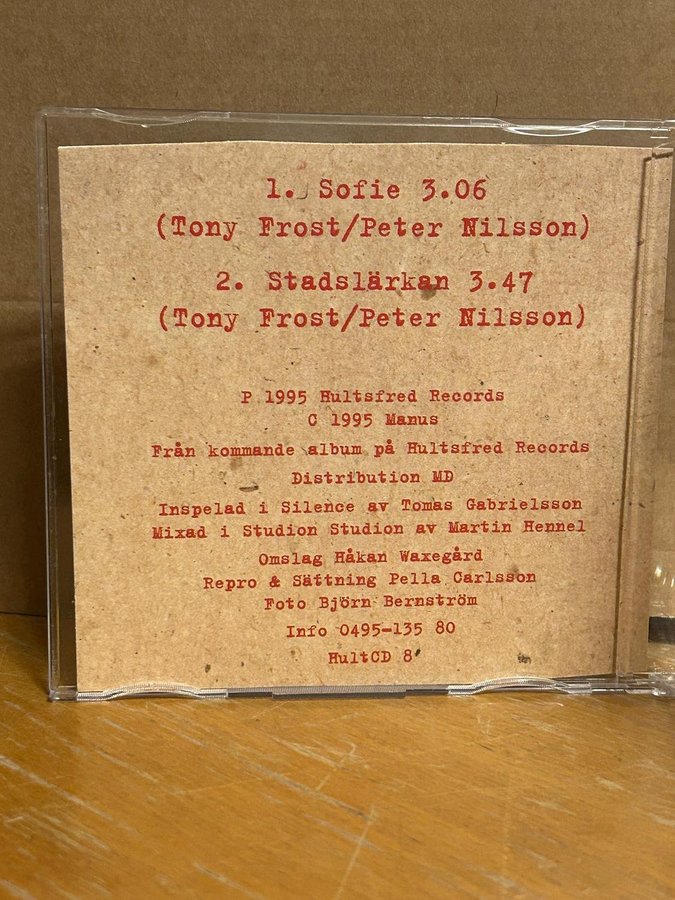 1. Sofie 3.06
(Tony Frost/Peter Nilsson)
2. Stadslärkan 3.47
(Tony Frost/Peter Nilsson)
P 1995 Hultsfred Records
C 1995 Manus
Från kommande album på Hultsfred Records
Distribution MD
Inspelad i Silence av Tomas Gabrielsson
Mixad i Studion Studion av Martin Hennel
Omslag Håkan Waxegård
Repro & Sättning Pella Carlsson
Foto Björn Bernström
Info 0495-135 80
HultCD 8